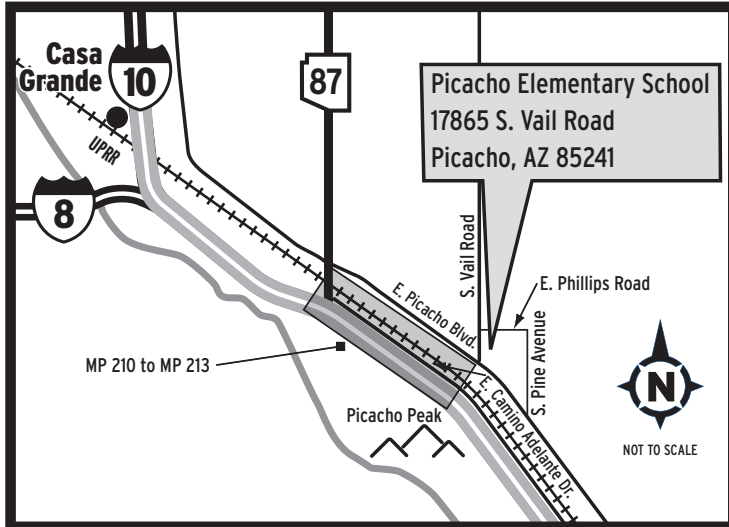 Casa
Grande
10
87
Picacho Elementary School
17865 S. Vail Road
Picacho, AZ 85241
UPRR
8
S. Vail Road
E. Phillips Road
E. Picacho Blvd.
S. Pine Avenue
MP 210 to MP 213
E. Camino Adelante Dr.
Picacho Peak
N
NOT TO SCALE